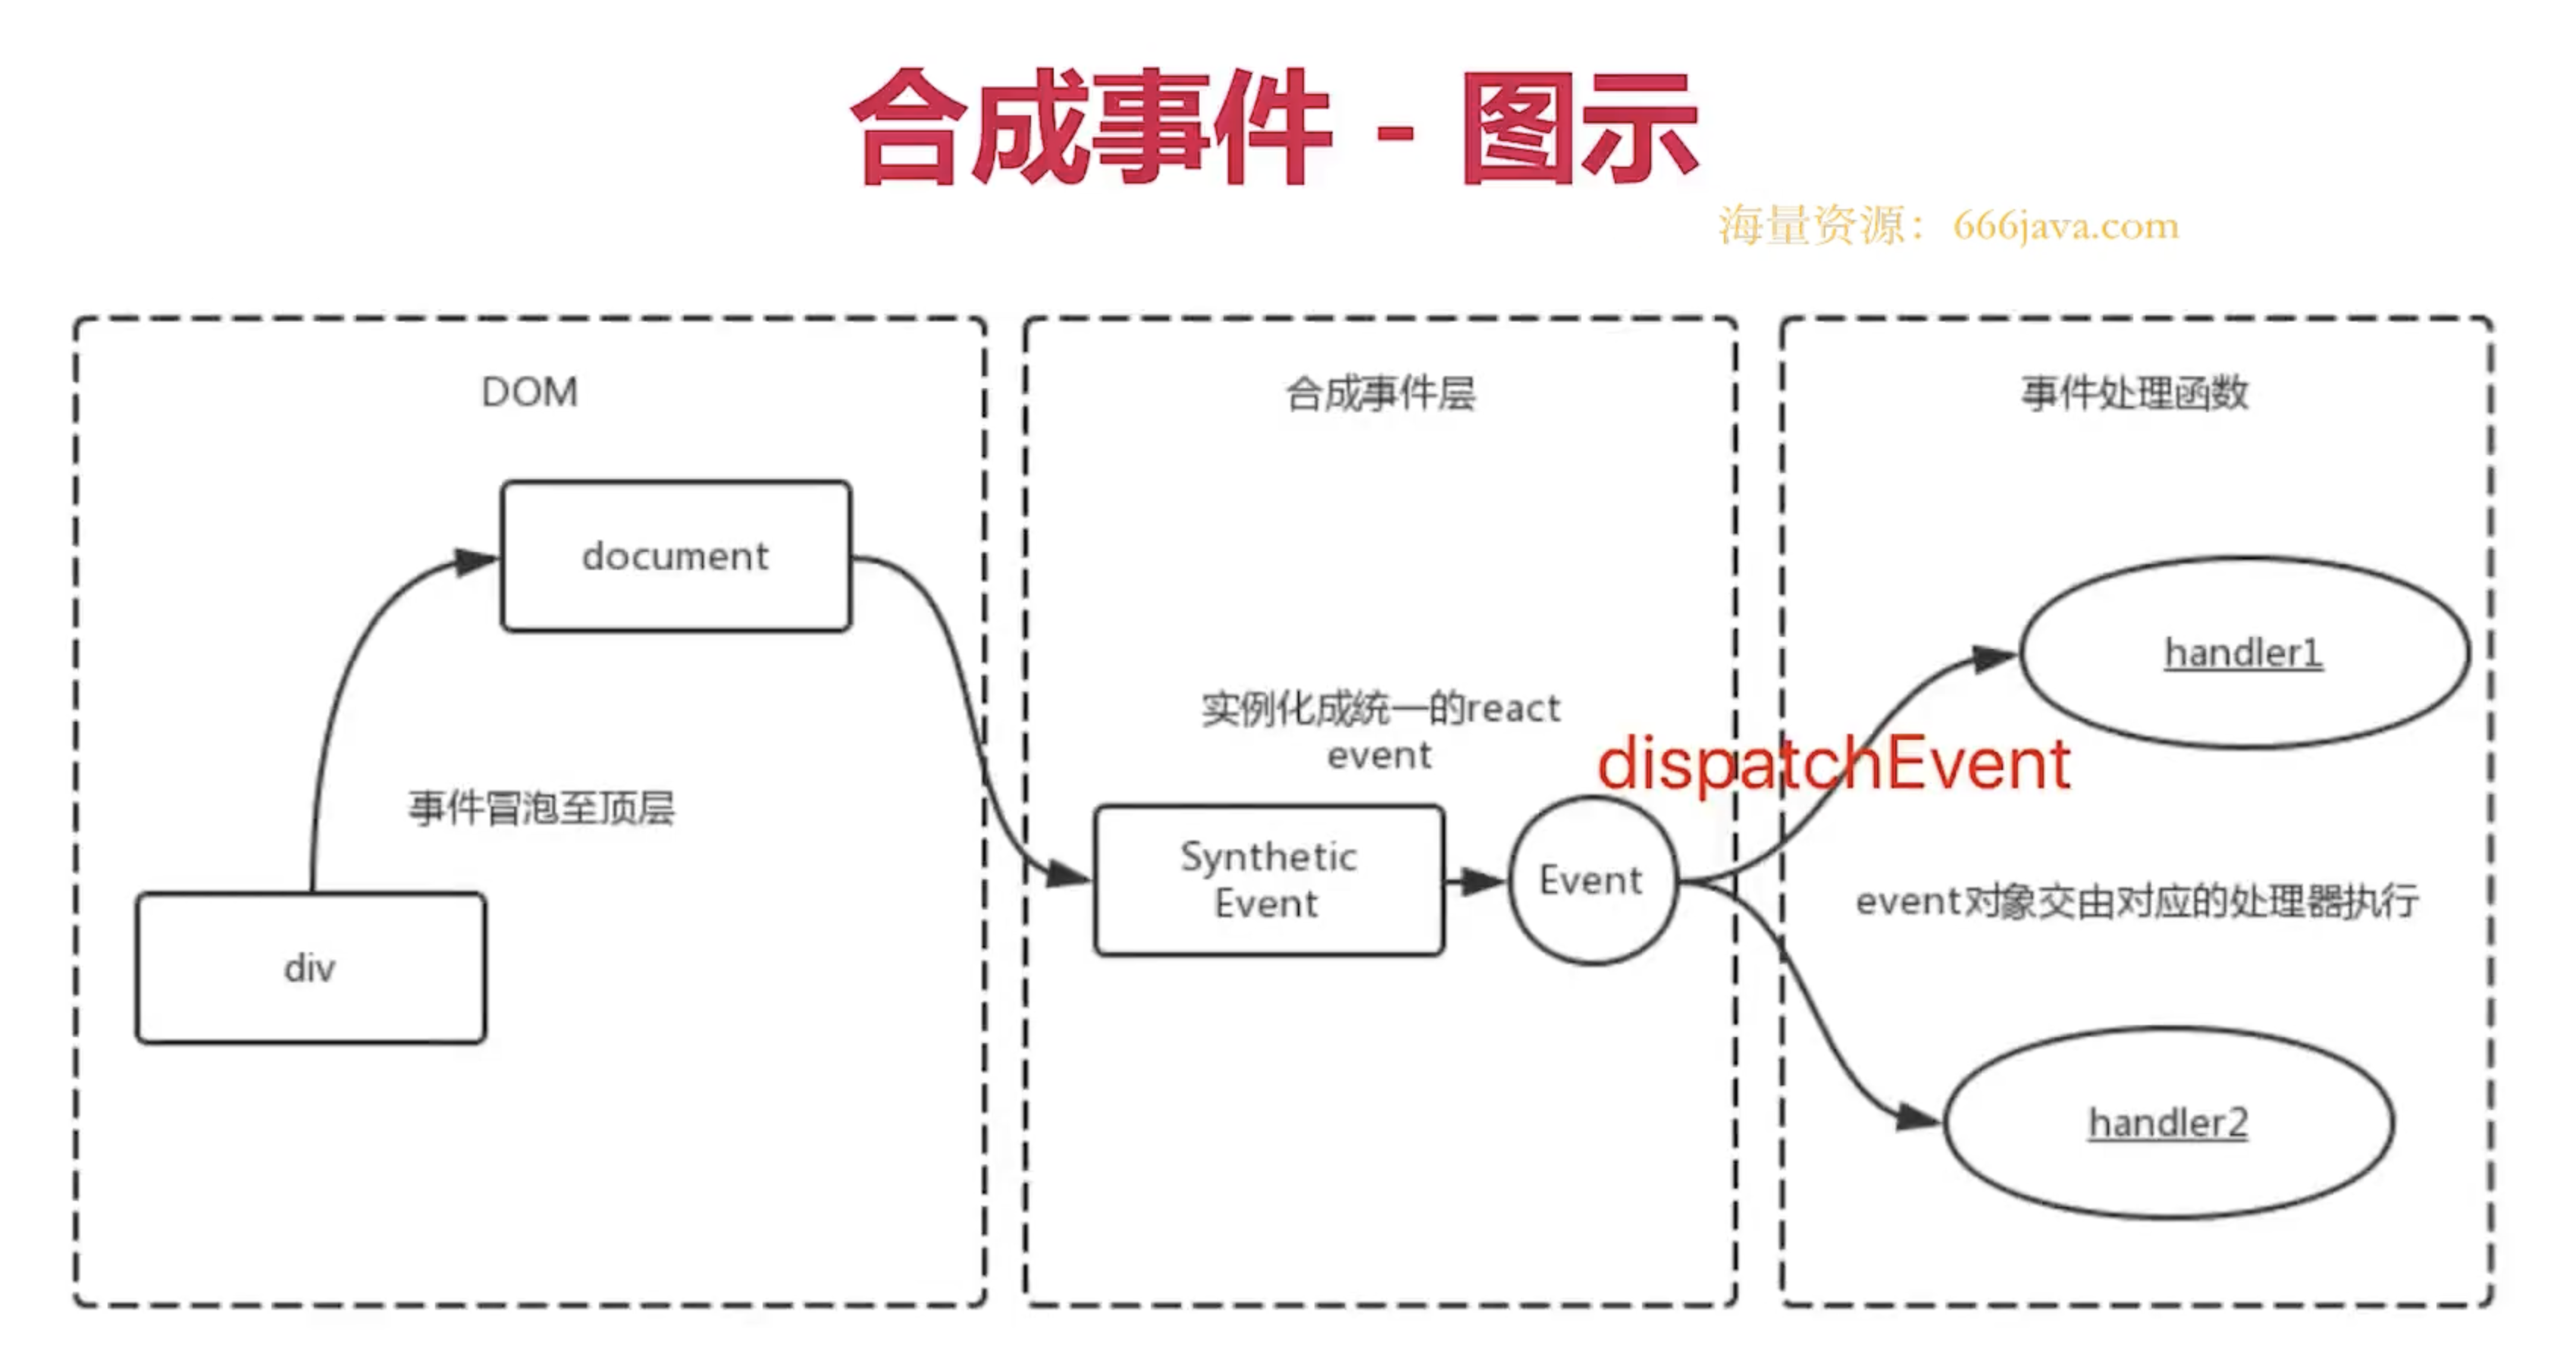 合成事件 - 图示
海量资源：666java.com
DOM
document
事件冒泡至顶层
div
合成事件层
实例化成统一的react
event
Synthetic
Event
Event
dispatchEvent
事件处理函数
handler1
event对象交由对应的处理器执行
handler2